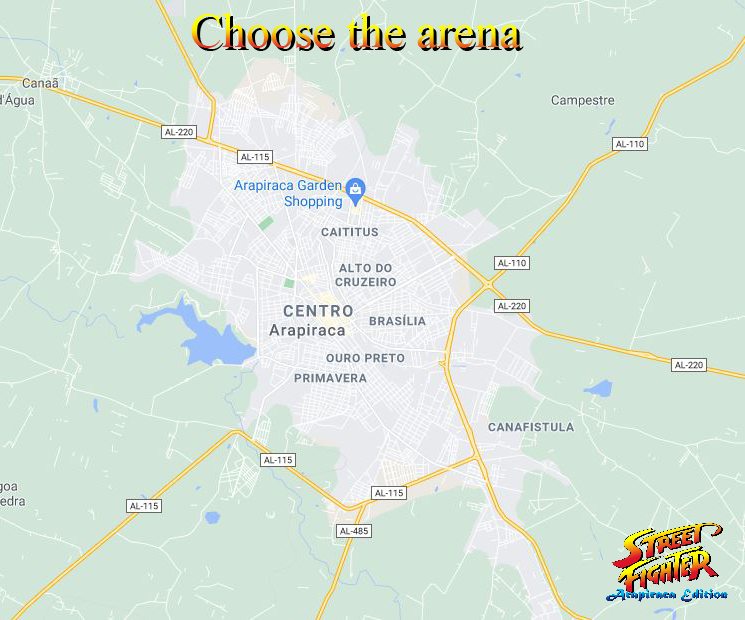 Choose the arena
Canaã
d'Água
Campestre
AL-220
AL-110
AL-115
Arapiraca Garden
Shopping
CAITITUS
AL-110
ALTO DO
CRUZEIRO
AL-220
CENTRO
Arapiraca
BRASÍLIA
OURO PRETO
AL-220
PRIMAVERA
CANAFISTULA
AL-115
goa
edra
AL-115
AL-115
AL-485
STREET
FIGHTER
Arapiraca Edition